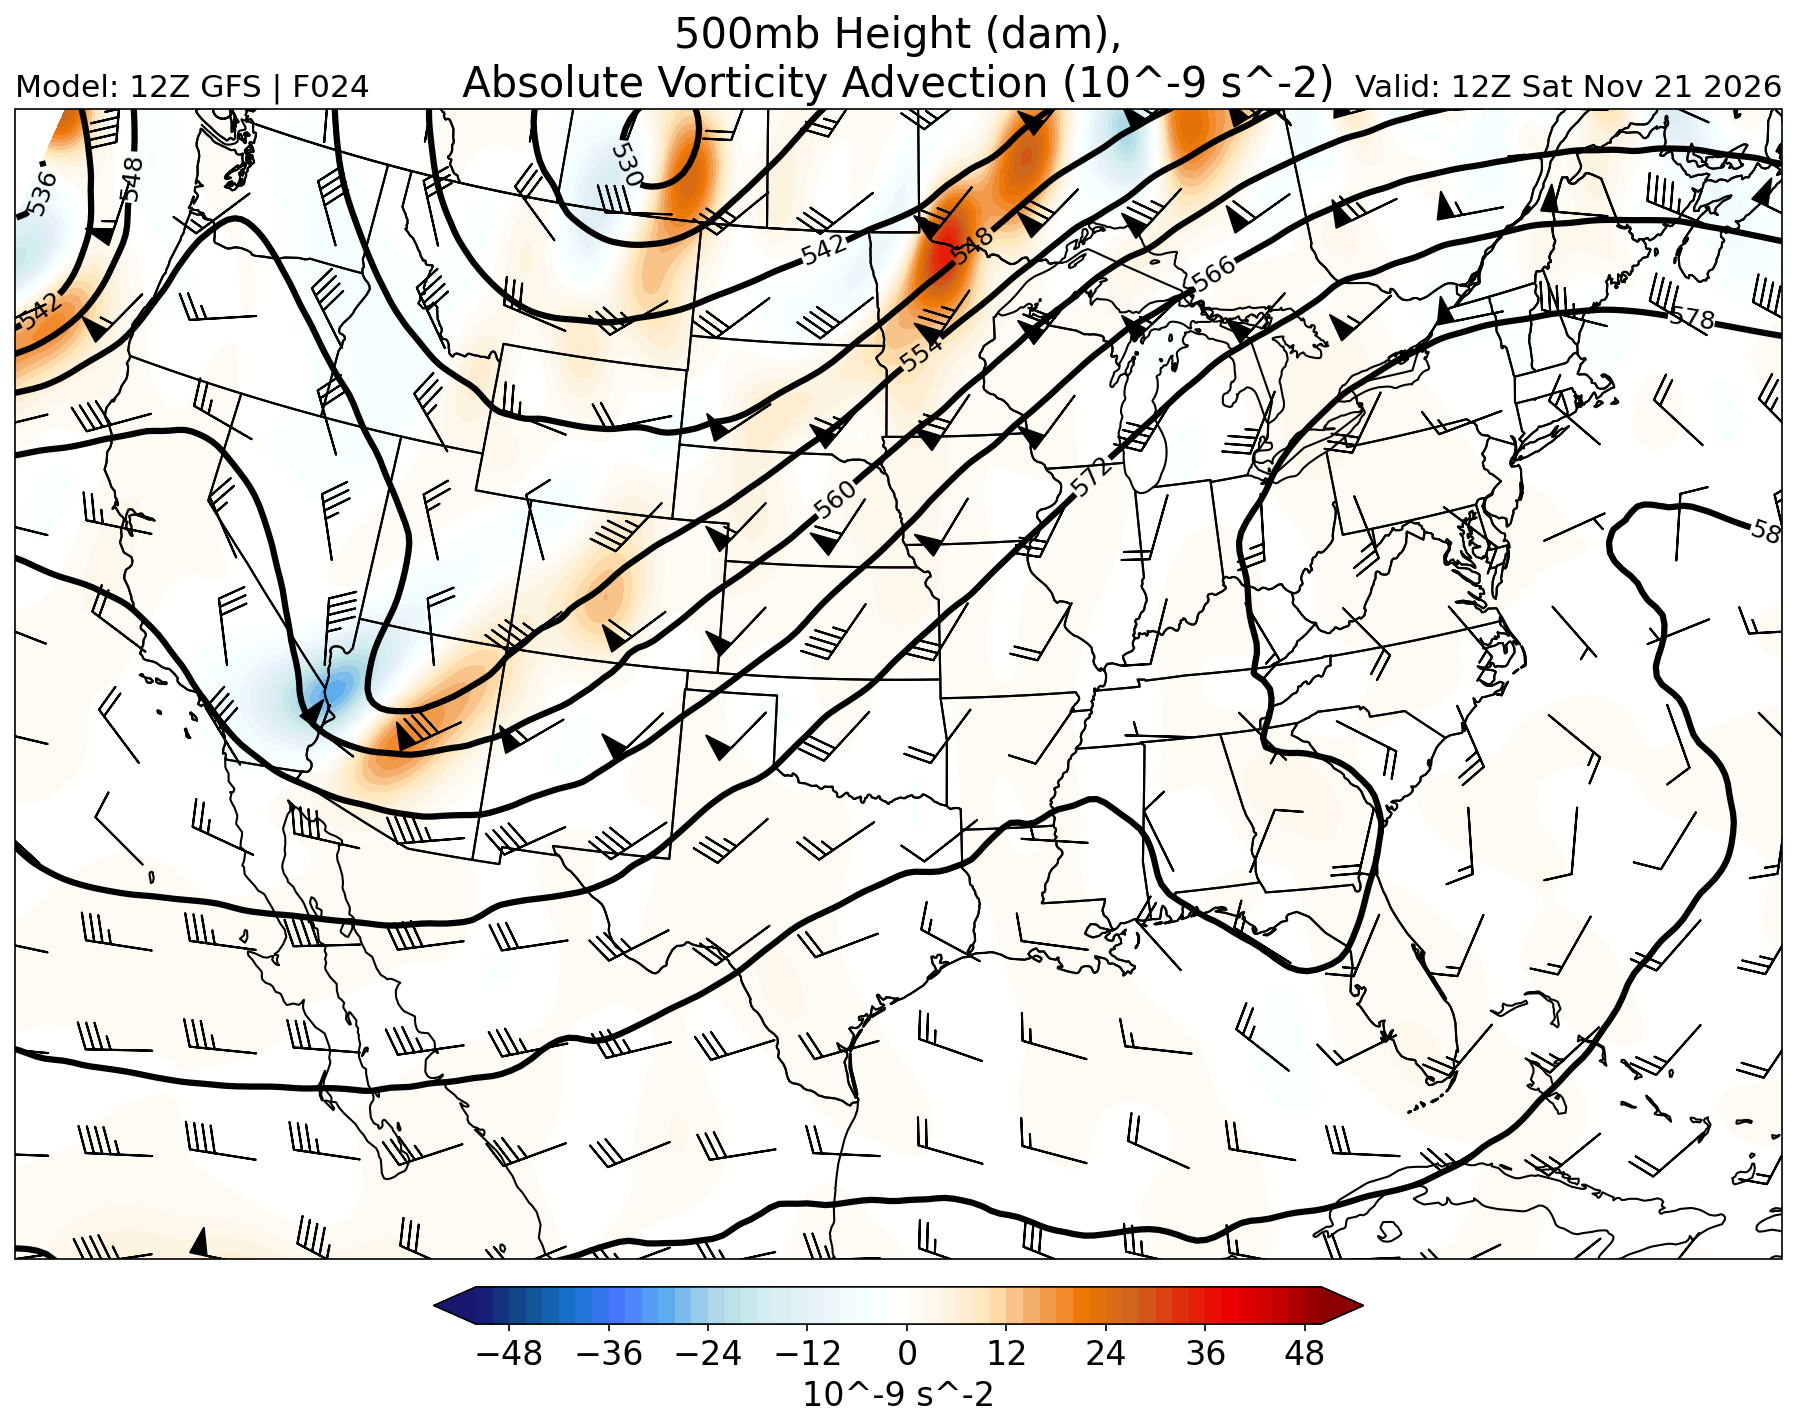 500mb Height (dam),
Model: 12Z GFS | F024
Absolute Vorticity Advection (10^-9 s^-2)
Valid: 12Z Sat Nov 21 2026
530
536
548
542
542
548
566
578
554
572
560
58
−48 −36 −24 −12 0 12 24 36 48
10^-9 s^-2